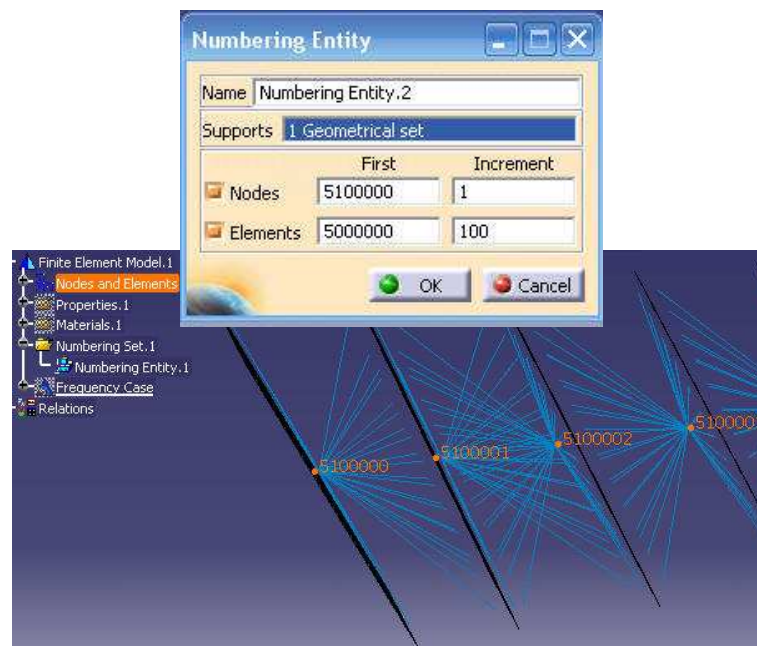 Numbering Entity
Name Numbering Entity.2
Supports 1 Geometrical set
First Increment
Nodes 5100000 1
Elements 5000000 100
OK Cancel
Finite Element Model.1
Nodes and Elements
Properties.1
Materials.1
Numbering Set.1
Numbering Entity.1
Frequency Case
Relations
5100000
5100001
5100002
510000